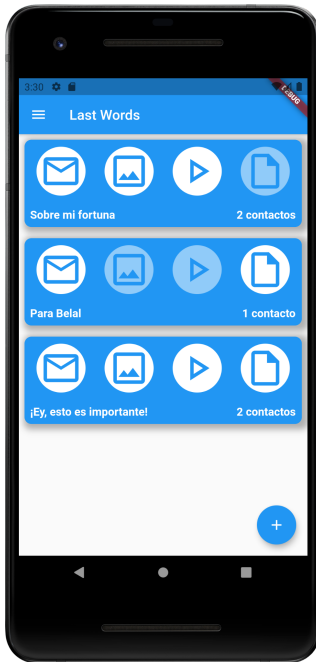 3:30
DEBUG
Last Words
Sobre mi fortuna 2 contactos
Para Belal 1 contacto
¡Ey, esto es importante! 2 contactos